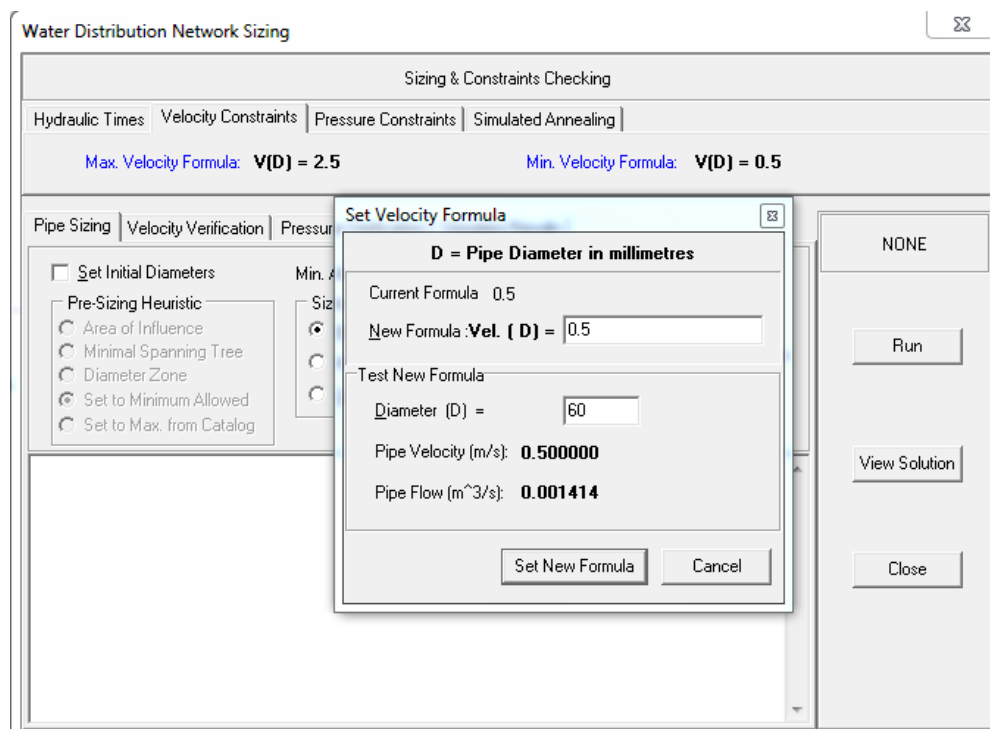 Water Distribution Network Sizing
Sizing & Constraints Checking
Hydraulic Times Velocity Constraints Pressure Constraints Simulated Annealing
Max. Velocity Formula: V(D) = 2.5 Min. Velocity Formula: V(D) = 0.5
Pipe Sizing Velocity Verification
NONE
Set Initial Diameters Min.
Pre-Sizing Heuristic
Area of Influence
Minimal Spanning Tree
Diameter Zone
Set to Minimum Allowed
Set to Max. from Catalog
Set Velocity Formula
D = Pipe Diameter in millimetres
Current Formula 0.5
New Formula :Vel. ( D) = 0.5
Test New Formula
Diameter (D) = 60
Pipe Velocity (m/s): 0.500000
Pipe Flow (m^3/s): 0.001414
Set New Formula Cancel
Run
View Solution
Close